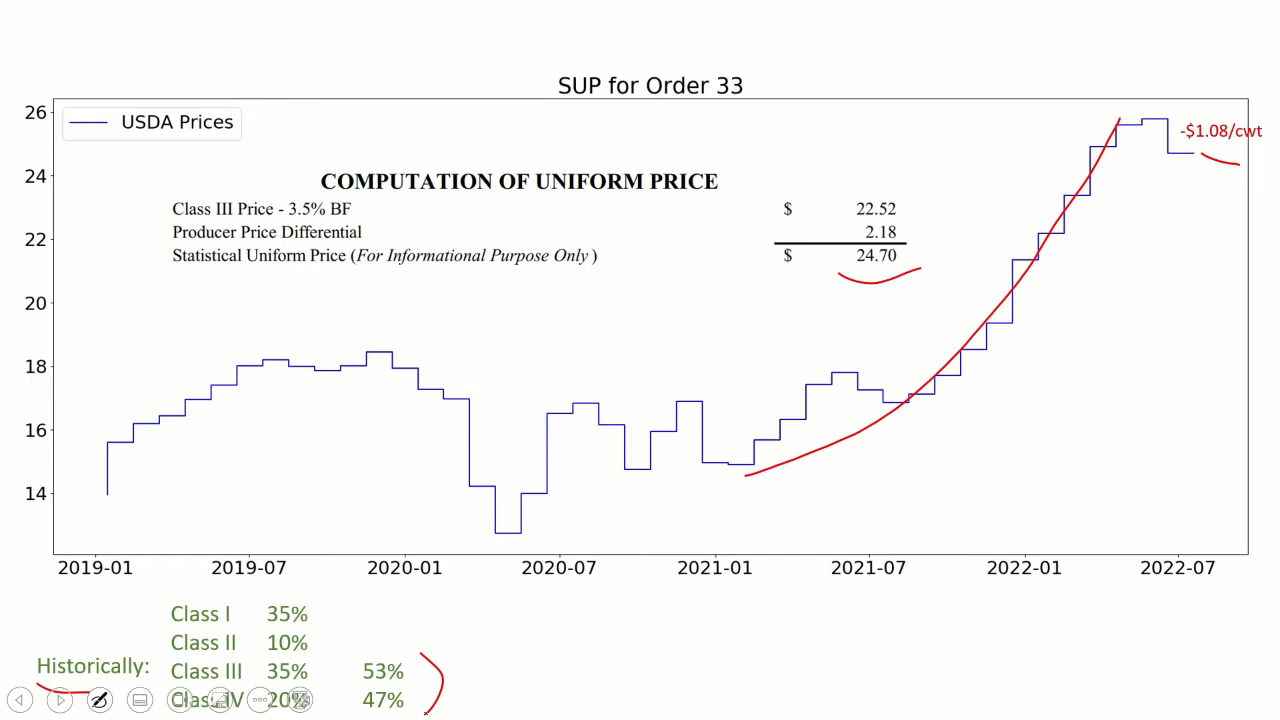 SUP for Order 33
26
24
22
20
18
16
14
USDA Prices
-$1.08/cwt
COMPUTATION OF UNIFORM PRICE
Class III Price - 3.5% BF $ 22.52
Producer Price Differential 2.18
Statistical Uniform Price (For Informational Purpose Only ) $ 24.70
2019-01 2019-07 2020-01 2020-07 2021-01 2021-07 2022-01 2022-07
Class I 35%
Class II 10%
Historically:
Class III 35% 53%
Class IV 20% 47%